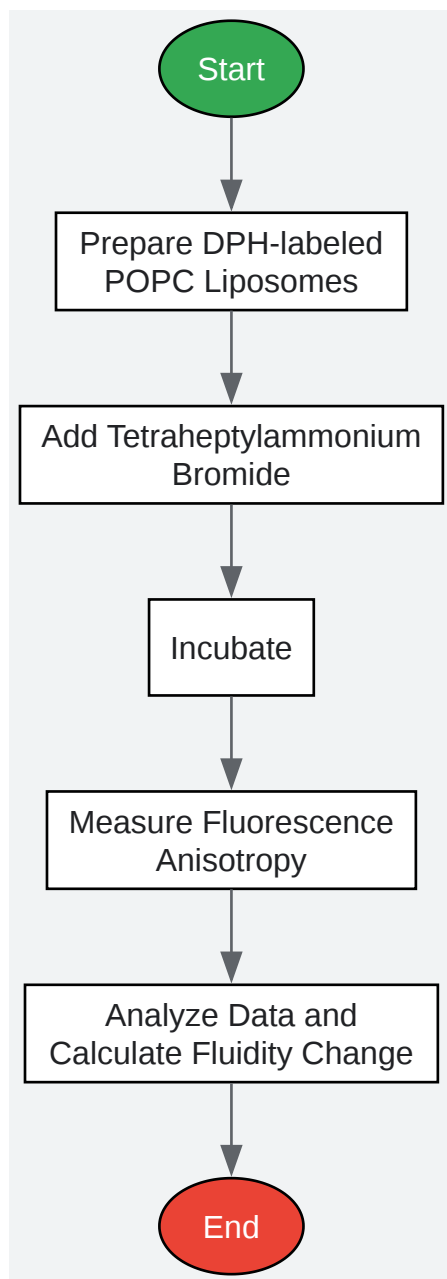 Start
Prepare DPH-labeled
POPC Liposomes
Add Tetraheptylammonium
Bromide
Incubate
Measure Fluorescence
Anisotropy
Analyze Data and
Calculate Fluidity Change
End